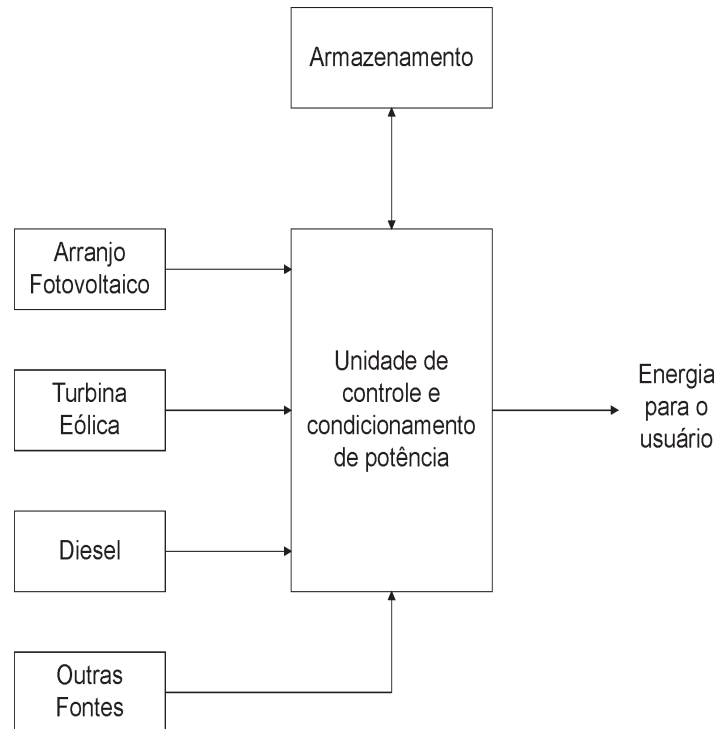 Armazenamento
Arranjo
Fotovoltaico
Turbina
Eólica
Diesel
Outras
Fontes
Unidade de
controle e
condicionamento
de potência
Energia
para o
usuário